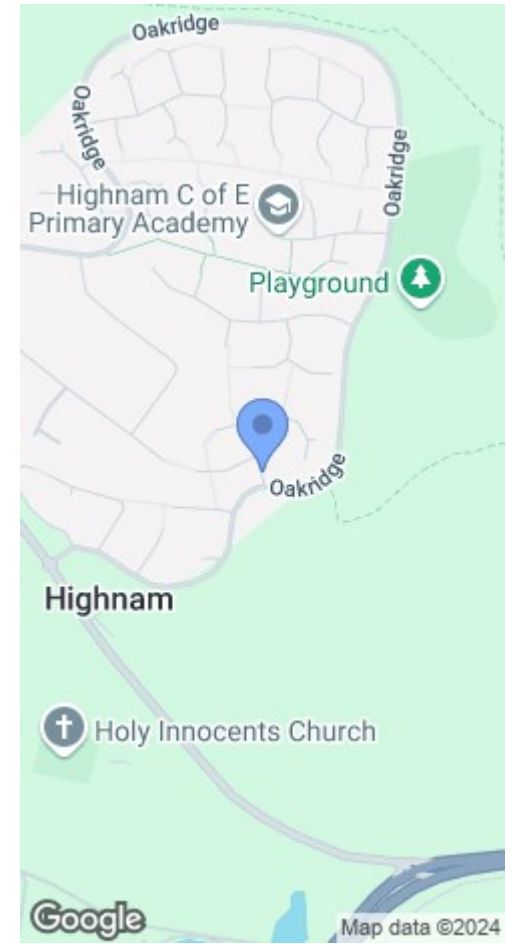 Oakridge
Oakridge
Oakridge
Highnam C of E
Primary Academy
Playground
Oakridge
Highnam
Holy Innocents Church
Google
Map data ©2024